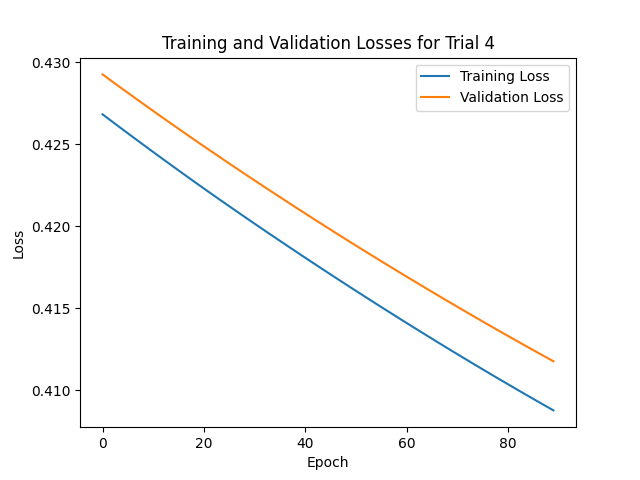 Training and Validation Losses for Trial 4
Training Loss
Validation Loss
0.430
0.425
0.420
0.415
0.410
Loss
0 20 40 60 80
Epoch